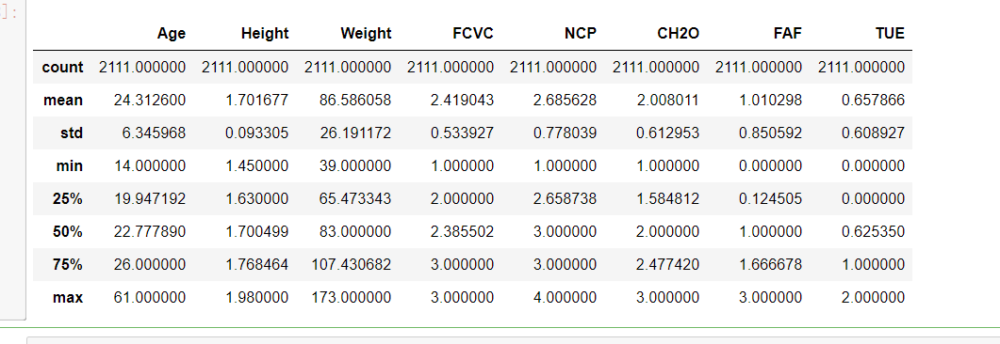 ]:
Age Height Weight FCVC NCP CH2O FAF TUE
count 2111.000000 2111.000000 2111.000000 2111.000000 2111.000000 2111.000000 2111.000000 2111.000000
mean 24.312600 1.701677 86.586058 2.419043 2.685628 2.008011 1.010298 0.657866
std 6.345968 0.093305 26.191172 0.533927 0.778039 0.612953 0.850592 0.608927
min 14.000000 1.450000 39.000000 1.000000 1.000000 1.000000 0.000000 0.000000
25% 19.947192 1.630000 65.473343 2.000000 2.658738 1.584812 0.124505 0.000000
50% 22.777890 1.700499 83.000000 2.385502 3.000000 2.000000 1.000000 0.625350
75% 26.000000 1.768464 107.430682 3.000000 3.000000 2.477420 1.666678 1.000000
max 61.000000 1.980000 173.000000 3.000000 4.000000 3.000000 3.000000 2.000000